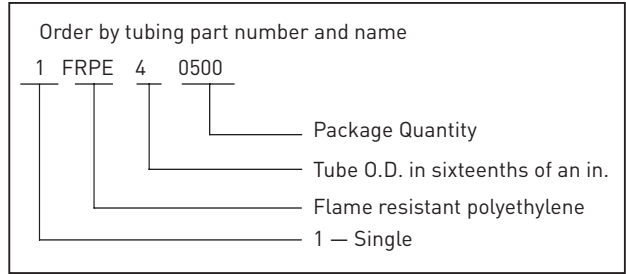 Order by tubing part number and name
1 FRPE 4 0500
Package Quantity
Tube O.D. in sixteenths of an in.
Flame resistant polyethylene
1 — Single